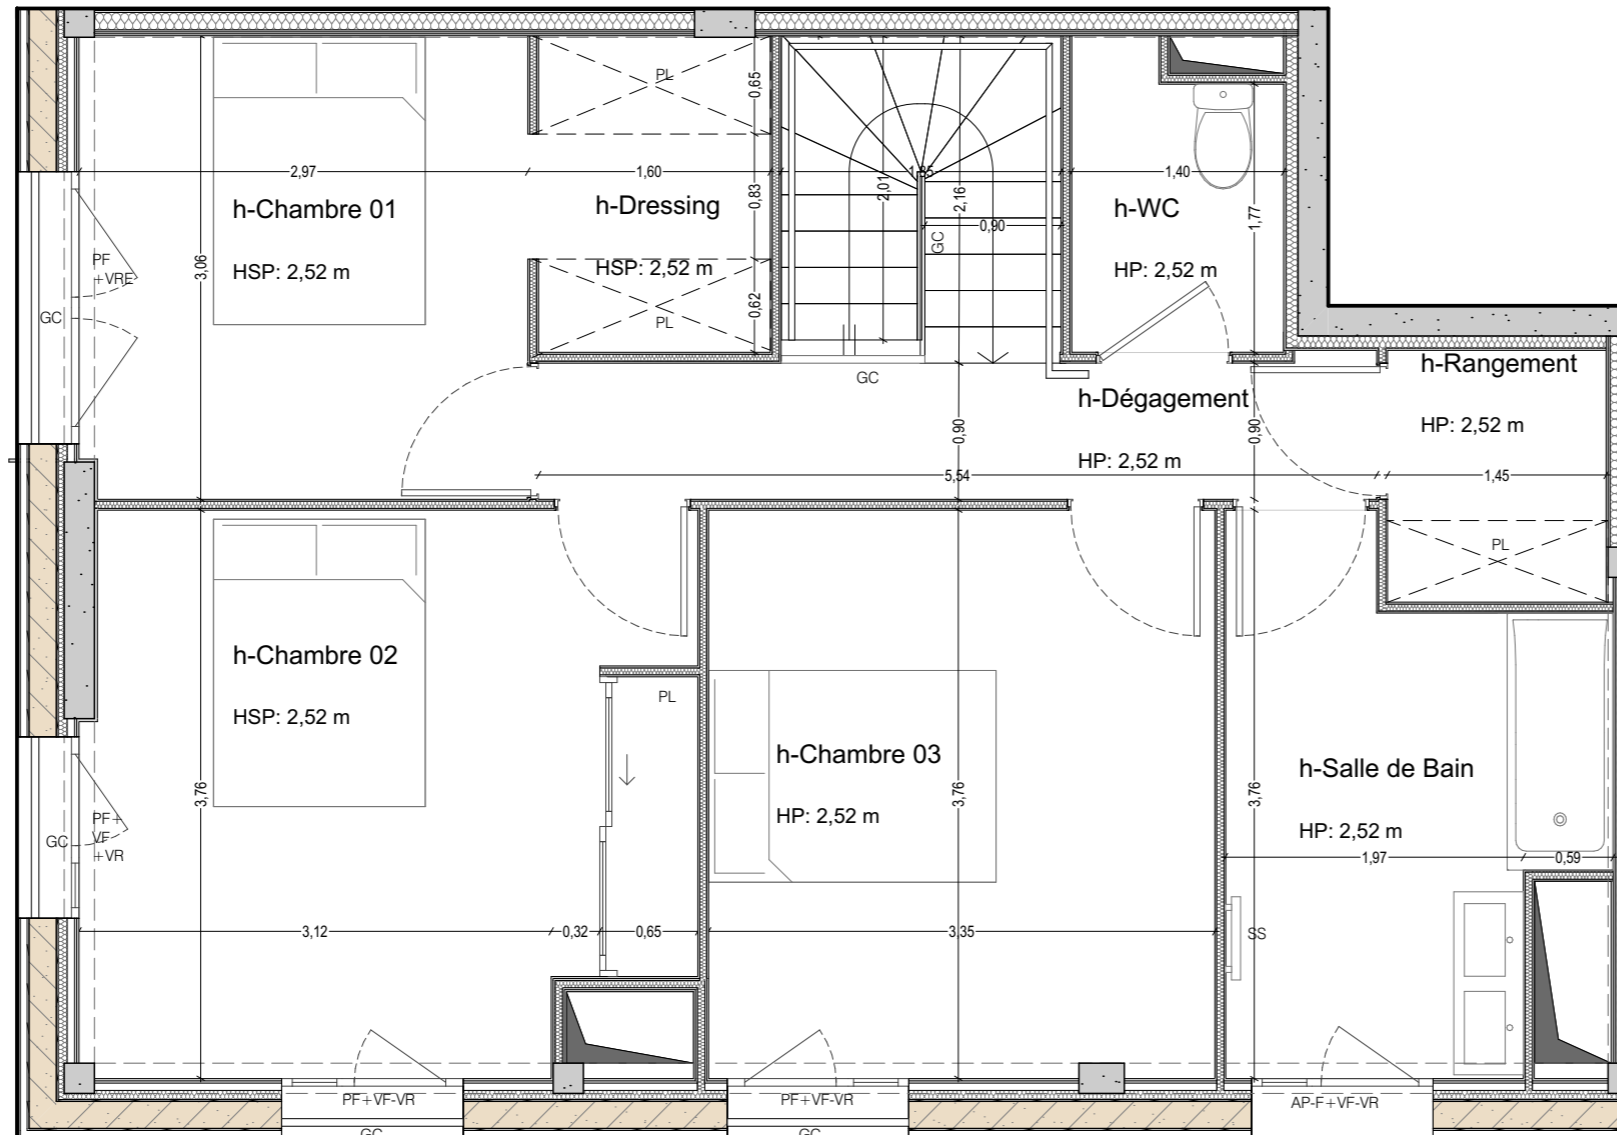 PL
0,65
2,97
1,60
1,85
1,40
h-Chambre 01
h-Dressing
0,83
2,01
2,16
0,90
h-WC
1,77
HSP: 2,52 m
HSP: 2,52 m
GC
HP: 2,52 m
PF
+VRE
3,06
GC
0,62
PL
GC
h-Rangement
h-Dégagement
0,90
0,90
HP: 2,52 m
HP: 2,52 m
5,54
1,45
PL
h-Chambre 02
PL
HSP: 2,52 m
h-Chambre 03
h-Salle de Bain
3,76
3,76
3,76
HP: 2,52 m
HP: 2,52 m
PF+
VF
+VR
GC
1,97
0,59
3,12
0,32
0,65
3,35
SS
PF+VF-VR
PF+VF-VR
AP-F+VF-VR
GC
GC